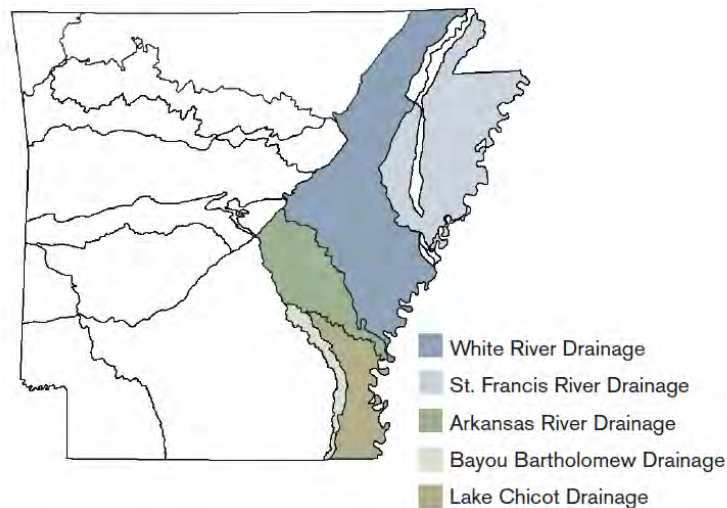 White River Drainage
St. Francis River Drainage
Arkansas River Drainage
Bayou Bartholomew Drainage
Lake Chicot Drainage